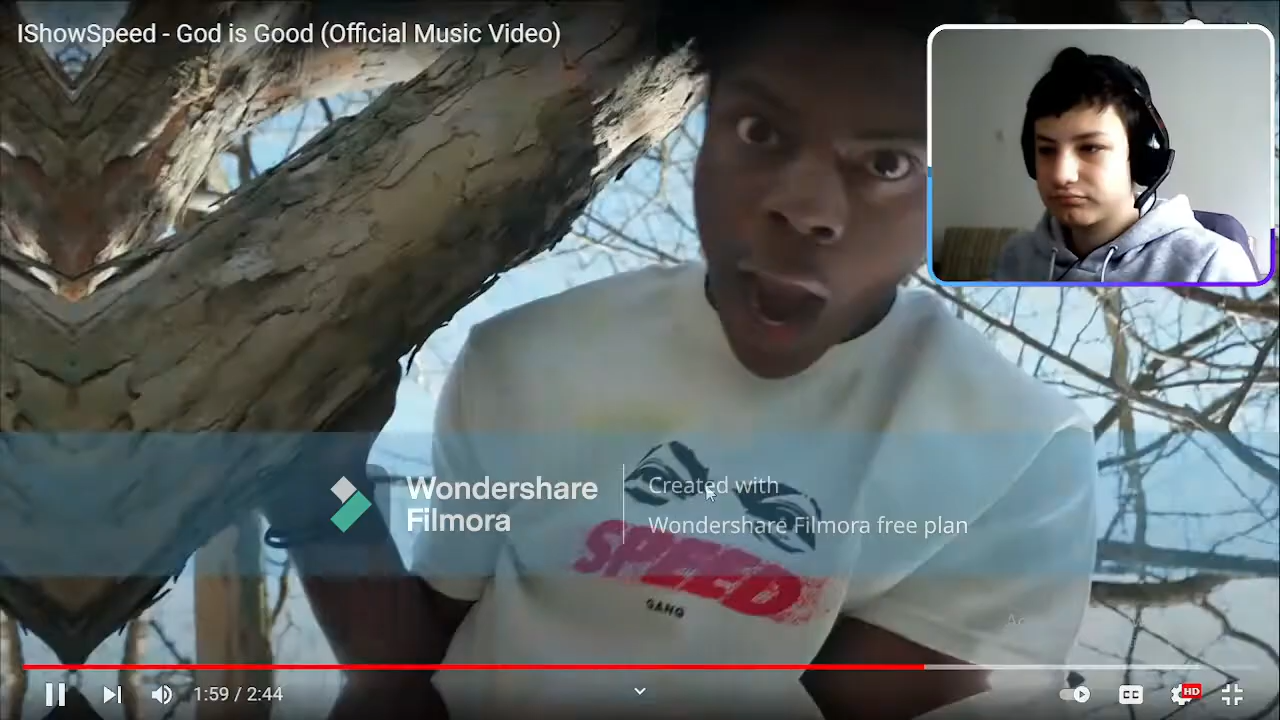 IShowSpeed - God is Good (Official Music Video)
Wondershare
Filmora
Created with
Wondershare Filmora free plan
SPEED
GANG
1:59 / 2:44
CC
HD